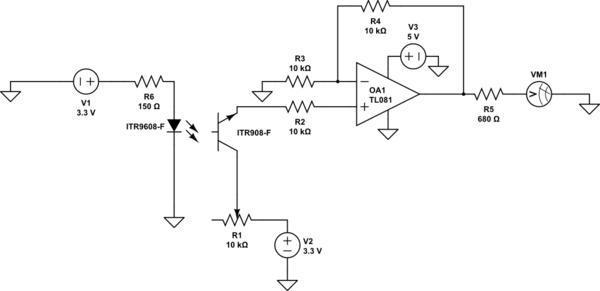 R4
10 kΩ
V3
5 V
R3
10 kΩ
OA1
TL081
VM1
V1
3.3 V
R6
150 Ω
ITR9608-F
ITR908-F
R2
10 kΩ
R5
680 Ω
V
R1
10 kΩ
V2
3.3 V